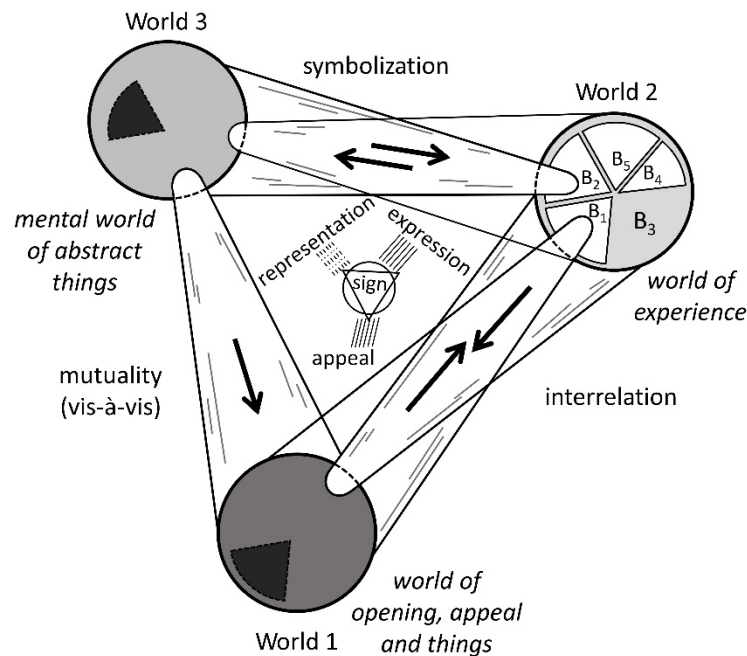 World 3
symbolization
World 2
B₅
B₂
B₄
B₁
B₃
mental world
of abstract
things
representation
expression
sign
appeal
world of
experience
mutuality
(vis-à-vis)
interrelation
world of
opening, appeal
and things
World 1